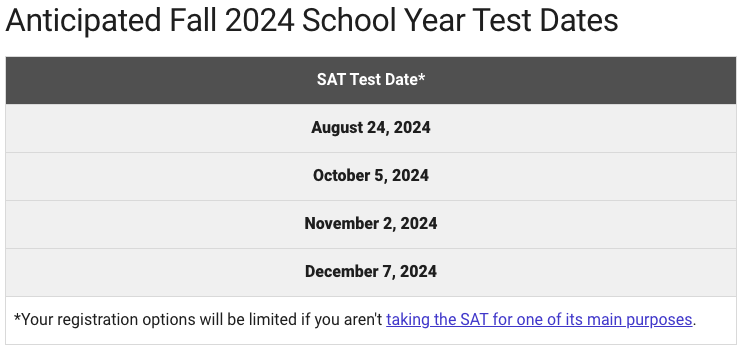 Anticipated Fall 2024 School Year Test Dates
SAT Test Date*
August 24, 2024
October 5, 2024
November 2, 2024
December 7, 2024
*Your registration options will be limited if you aren't taking the SAT for one of its main purposes.